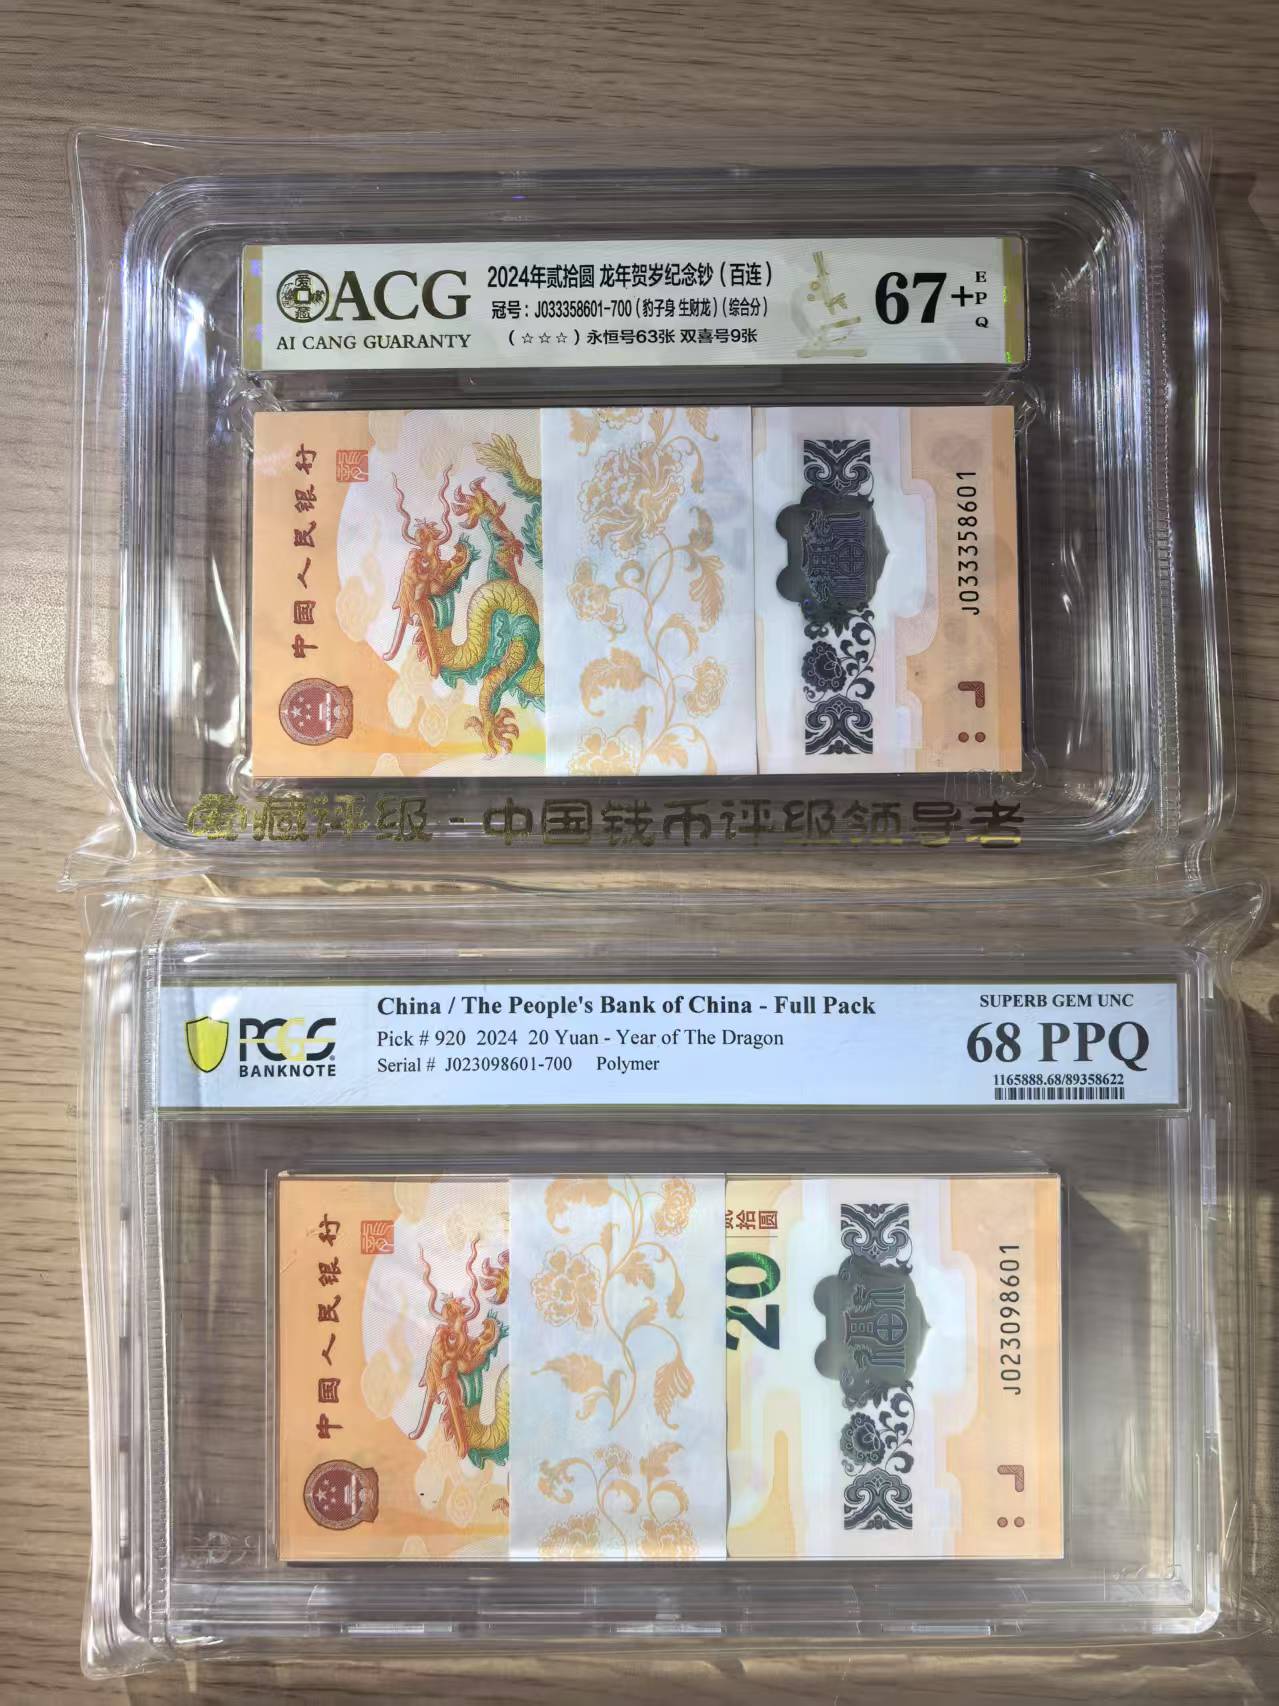 爱藏
ACG
AI CANG GUARANTY
2024年贰拾圆 龙年贺岁纪念钞（百连）
冠号：J033358601-700（豹子身 生财龙）（综合分）
（☆☆☆）永恒号63张 双喜号9张
67+
EPQ
中国人民银行
J033358601
爱藏评级·中国钱币评级领导者
PCGS
BANKNOTE
China / The People's Bank of China - Full Pack
Pick # 920 2024 20 Yuan - Year of The Dragon
Serial # J023098601-700 Polymer
SUPERB GEM UNC
68 PPQ
1165888.68/89358622
中国人民银行
拾圆
20
J023098601